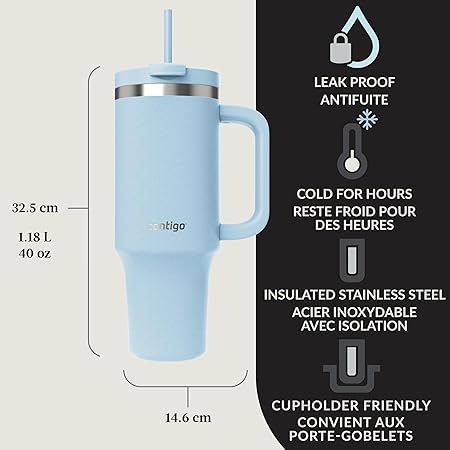 32.5 cm
1.18 L
40 oz
contigo
14.6 cm
LEAK PROOF
ANTIFUITE
COLD FOR HOURS
RESTE FROID POUR
DES HEURES
INSULATED STAINLESS STEEL
ACIER INOXYDABLE
AVEC ISOLATION
CUPHOLDER FRIENDLY
CONVIENT AUX
PORTE-GOBELETS